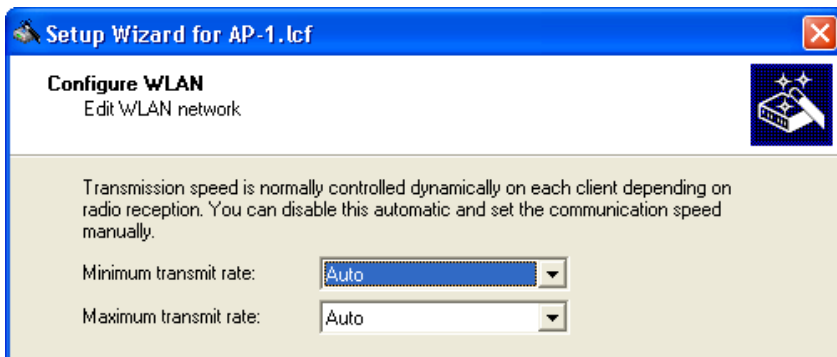 Setup Wizard for AP-1.lcf
Configure WLAN
Edit WLAN network
Transmission speed is normally controlled dynamically on each client depending on
radio reception. You can disable this automatic and set the communication speed
manually.
Minimum transmit rate: Auto
Maximum transmit rate: Auto